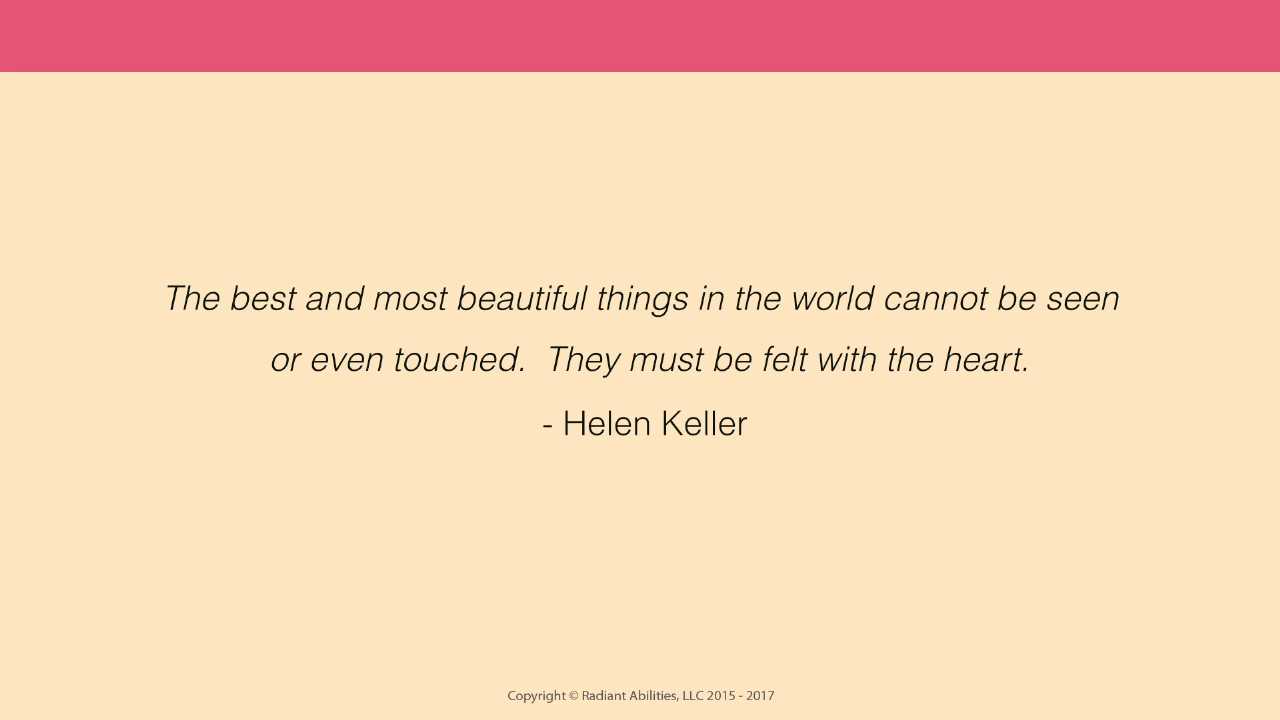 The best and most beautiful things in the world cannot be seen
or even touched.  They must be felt with the heart.
- Helen Keller
Copyright © Radiant Abilities, LLC 2015 - 2017